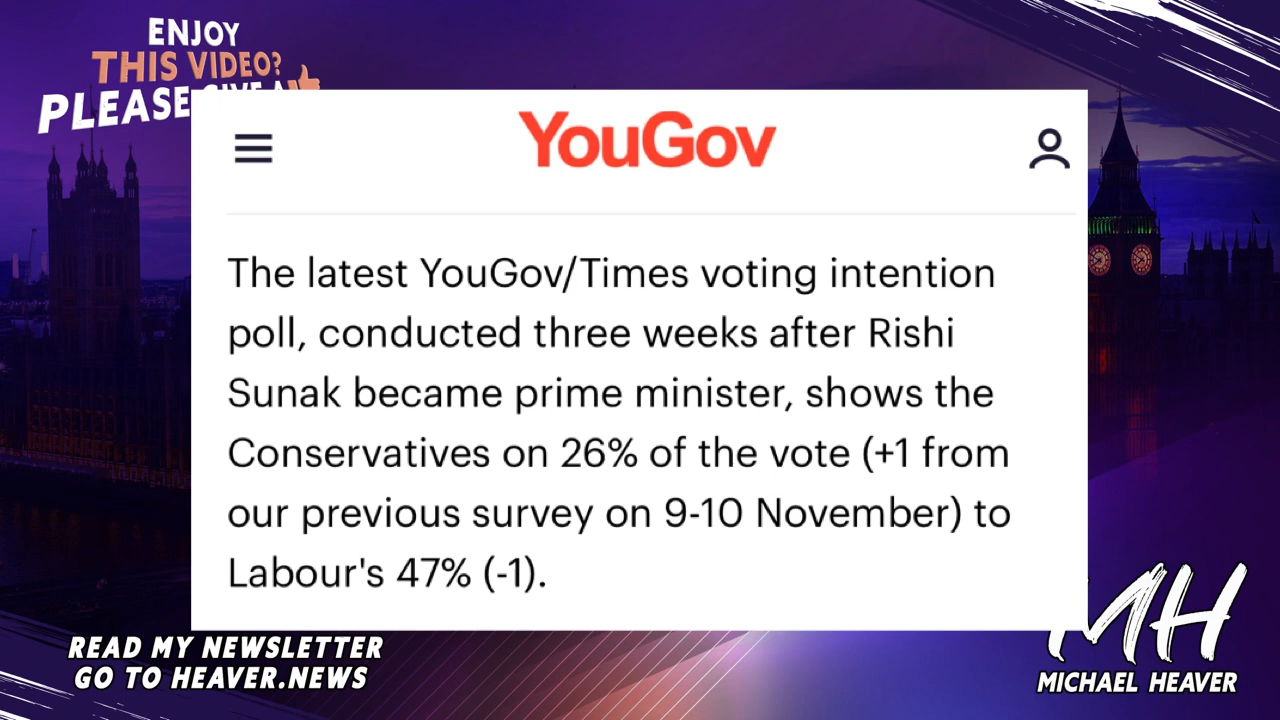 ENJOY
THIS VIDEO?
PLEASE
YouGov
The latest YouGov/Times voting intention
poll, conducted three weeks after Rishi
Sunak became prime minister, shows the
Conservatives on 26% of the vote (+1 from
our previous survey on 9-10 November) to
Labour's 47% (-1).
READ MY NEWSLETTER
GO TO HEAVER.NEWS
MH
MICHAEL HEAVER